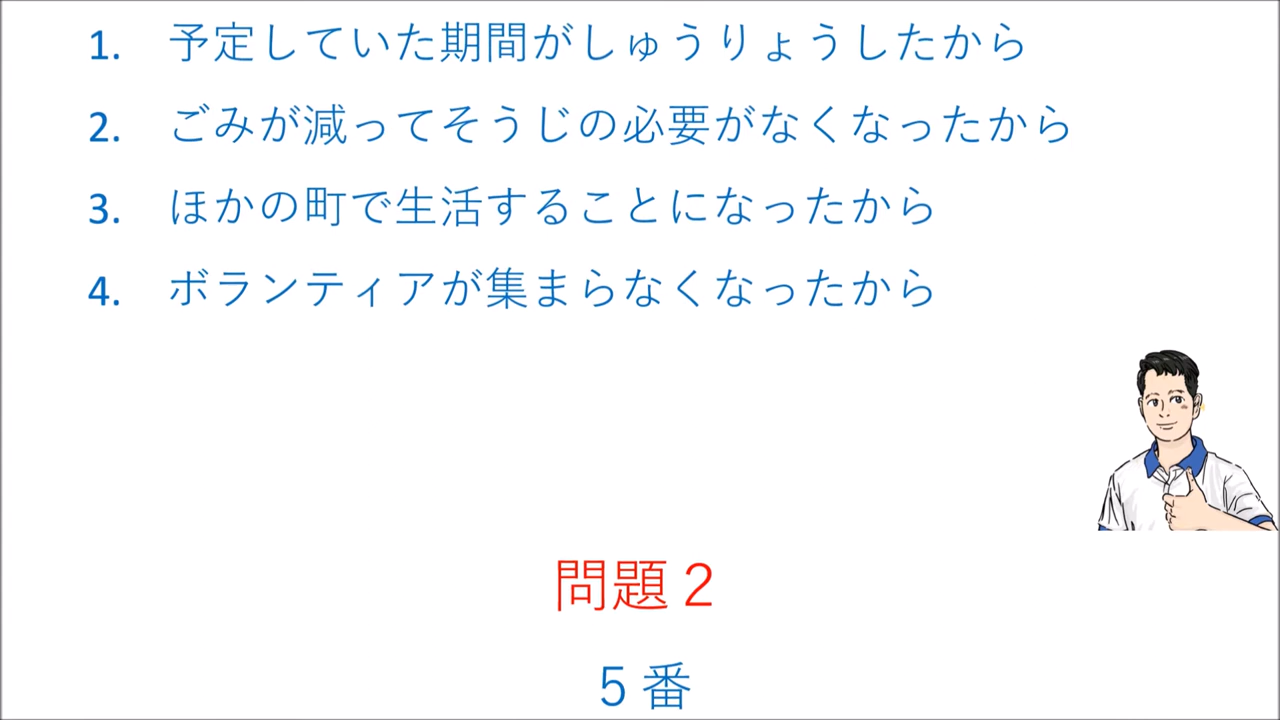 1. 予定していた期間がしゅうりょうしたから
2. ごみが減ってそうじの必要がなくなったから
3. ほかの町で生活することになったから
4. ボランティアが集まらなくなったから
問題２
５番